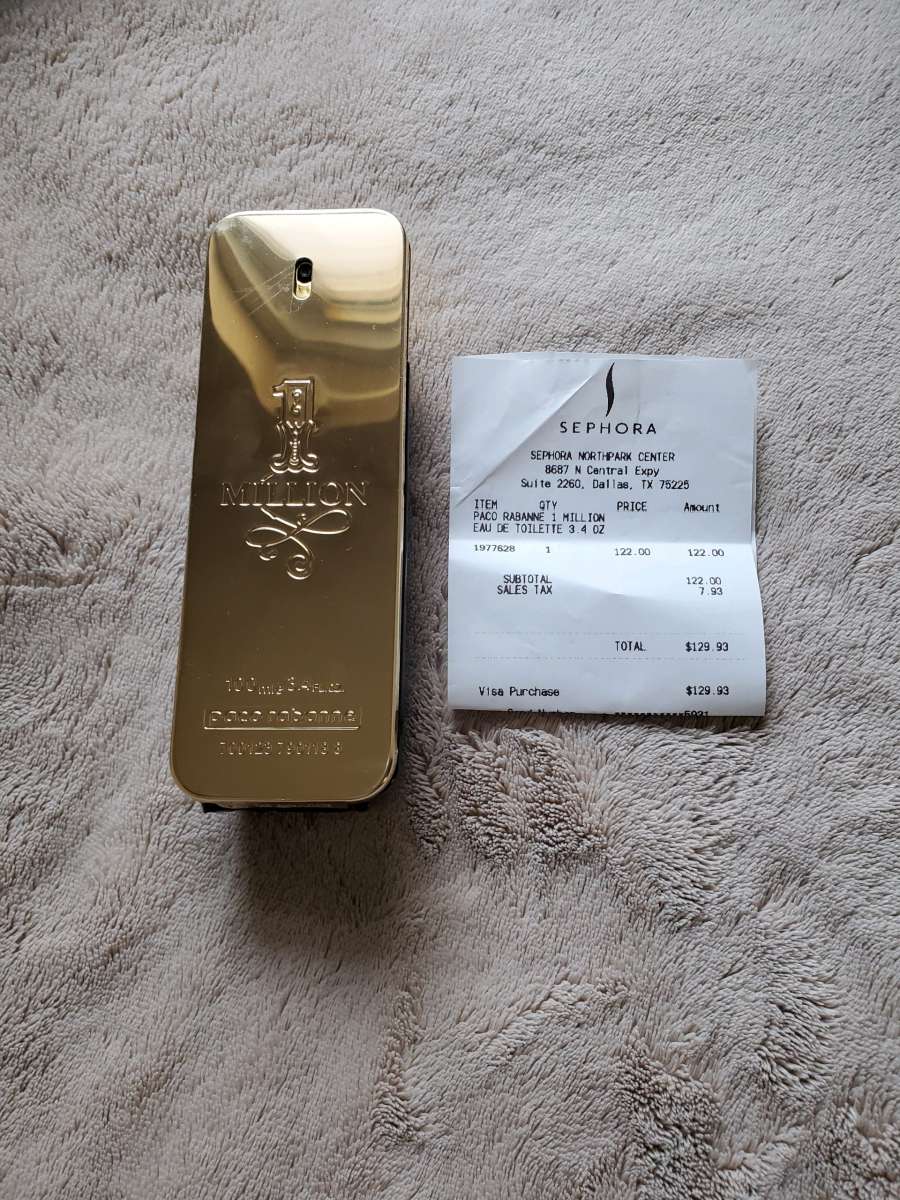 1
MILLION
100 ml e 3.4 FL.OZ.
paco rabanne
SEPHORA
SEPHORA NORTHPARK CENTER
8687 N Central Expy
Suite 2260, Dallas, TX 75225
ITEM QTY PRICE Amount
PACO RABANNE 1 MILLION
EAU DE TOILETTE 3.4 OZ
1977628 1 122.00 122.00
SUBTOTAL 122.00
SALES TAX 7.93
TOTAL $129.93
Visa Purchase $129.93